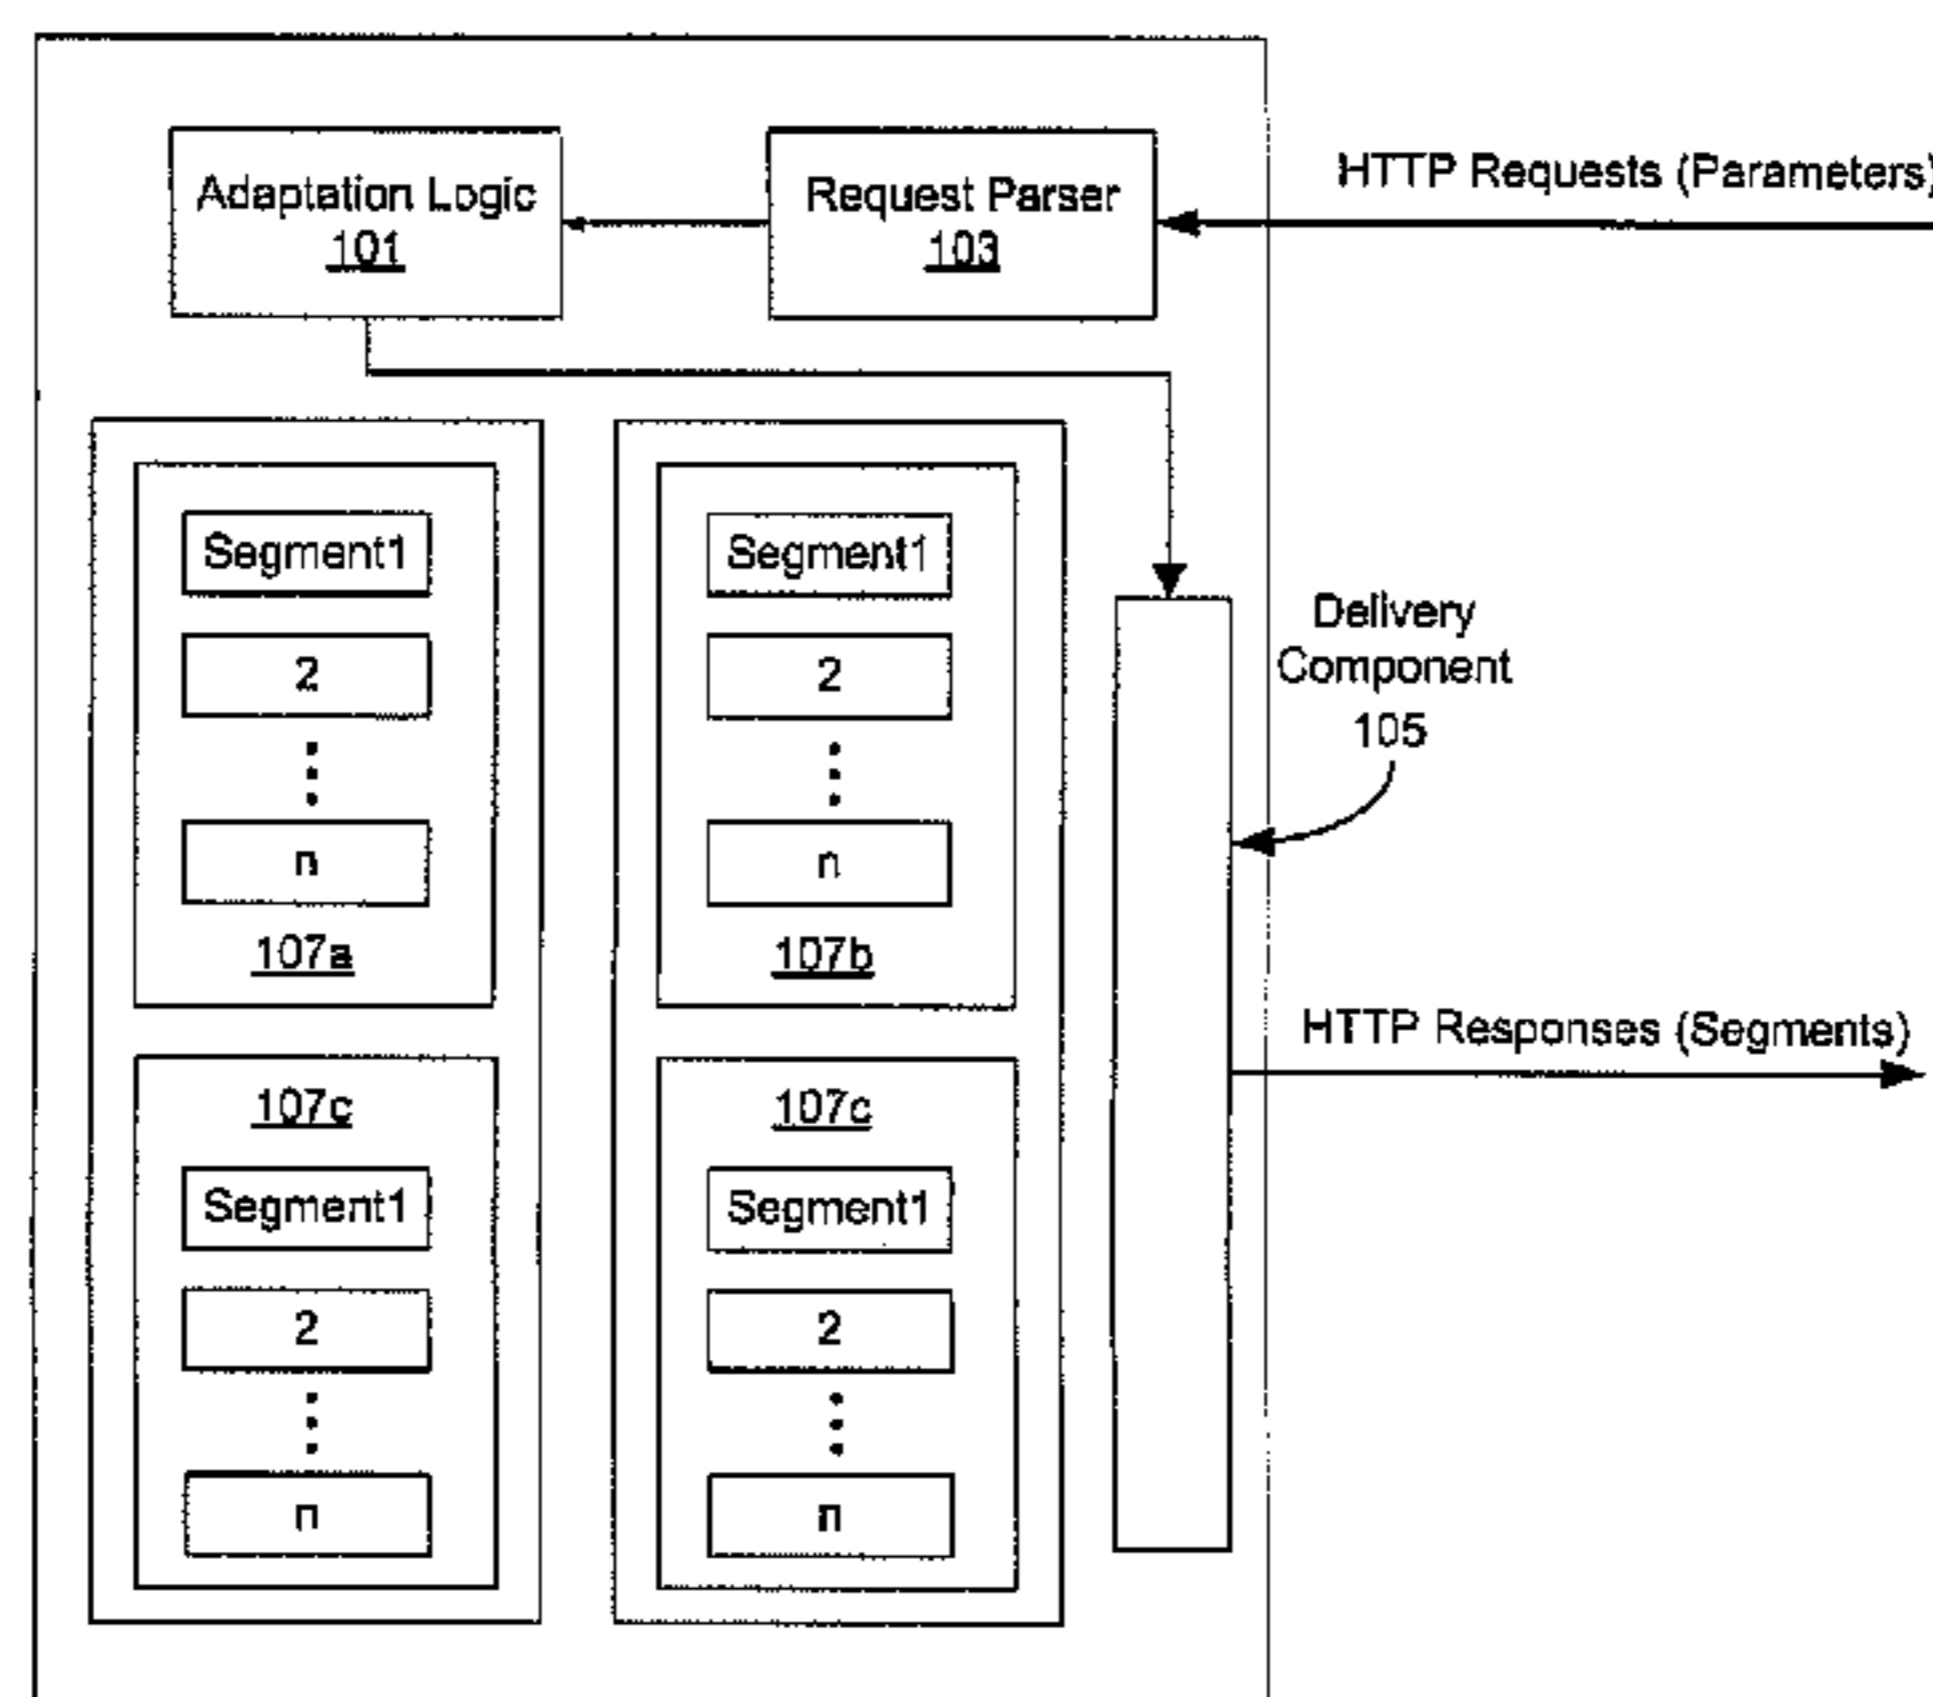 Adaptation Logic
101
Request Parser
103
HTTP Requests (Parameters)
Segment1
2
n
107a
Segment1
2
n
107b
Delivery
Component
105
HTTP Responses (Segments)
107c
Segment1
2
n
107c
Segment1
2
n